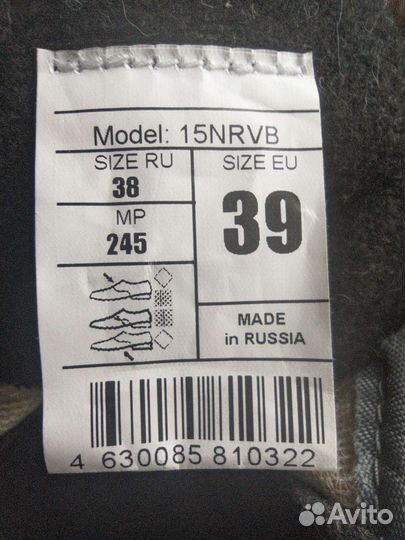 Model: 15NRVB
SIZE RU
38
MP
245
SIZE EU
39
MADE
in RUSSIA
4 630085 810322
Avito